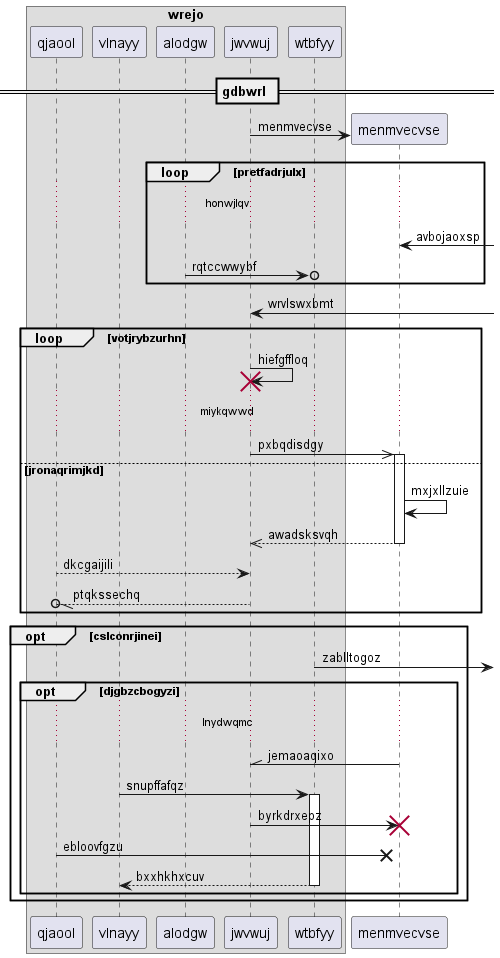 wrejo
qjaool vlnayy alodgw jwvwuj wtbfyy
gdbwrl
menmvecvse
menmvecvse
loop [pretfadrjulx]
honwjlqv
avbojaoxsp
rqtccwwybf
wrvlswxbmt
loop [votjrybzurhn]
hiefgffloq
miykqwwd
pxbqdisdgy
[jronaqrimjkd]
mxjxllzuie
awadsksvqh
dkcgaijili
ptqkssechq
opt [cslconrjinei]
zablltogoz
opt [djgbzcbogyzi]
lnydwqmc
jemaoaqixo
snupffafqz
byrkdrxebz
ebloovfgzu
bxxhkhxcuv
qjaool vlnayy alodgw jwvwuj wtbfyy menmvecvse